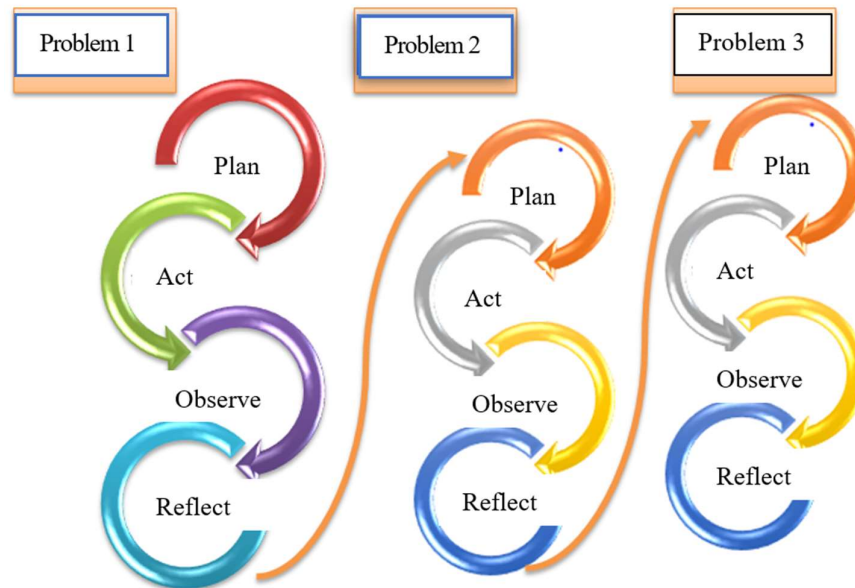 Problem 1
Plan
Act
Observe
Reflect
Problem 2
Plan
Act
Observe
Reflect
Problem 3
Plan
Act
Observe
Reflect